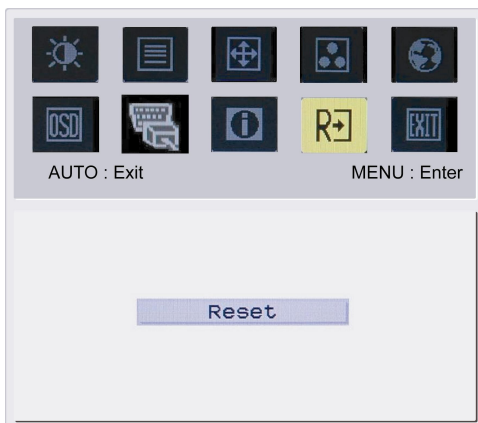 OSD
i
R
EXIT
AUTO : Exit
MENU : Enter
Reset